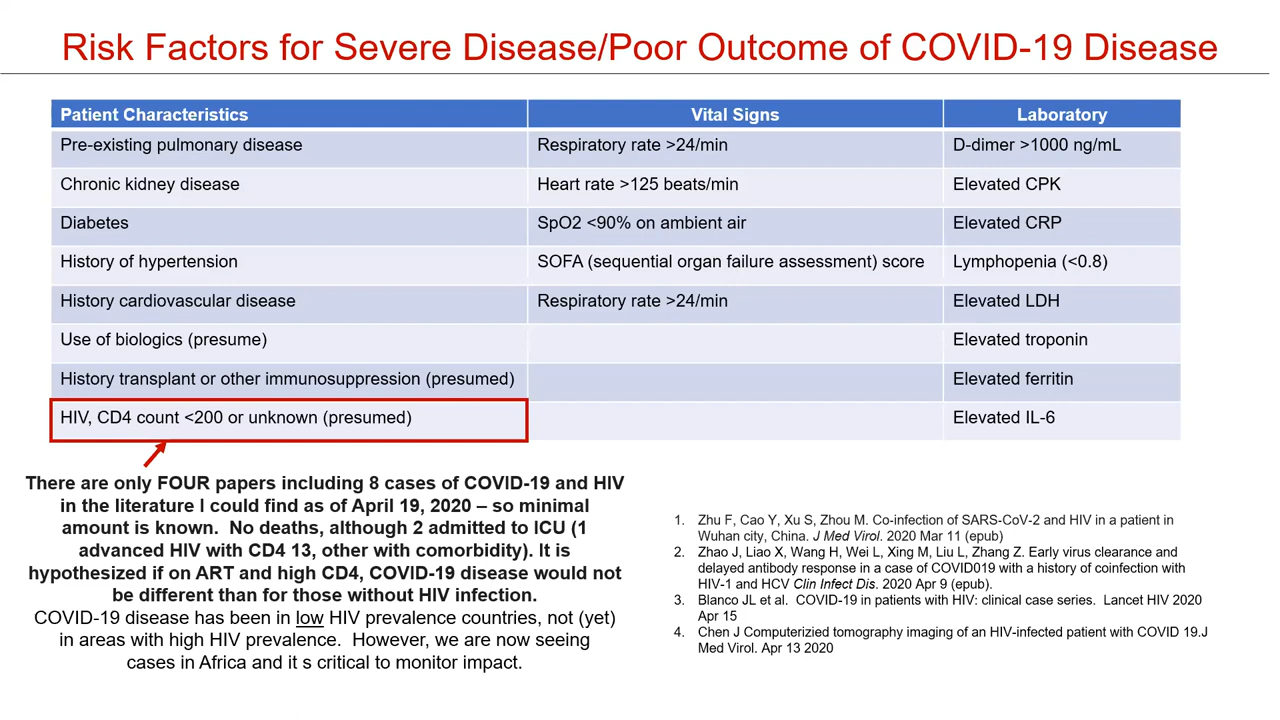 Risk Factors for Severe Disease/Poor Outcome of COVID-19 Disease
Patient Characteristics Vital Signs Laboratory
Pre-existing pulmonary disease Respiratory rate >24/min D-dimer >1000 ng/mL
Chronic kidney disease Heart rate >125 beats/min Elevated CPK
Diabetes SpO2 <90% on ambient air Elevated CRP
History of hypertension SOFA (sequential organ failure assessment) score Lymphopenia (<0.8)
History cardiovascular disease Respiratory rate >24/min Elevated LDH
Use of biologics (presume) Elevated troponin
History transplant or other immunosuppression (presumed) Elevated ferritin
HIV, CD4 count <200 or unknown (presumed) Elevated IL-6
There are only FOUR papers including 8 cases of COVID-19 and HIV
in the literature I could find as of April 19, 2020 – so minimal
amount is known. No deaths, although 2 admitted to ICU (1
advanced HIV with CD4 13, other with comorbidity). It is
hypothesized if on ART and high CD4, COVID-19 disease would not
be different than for those without HIV infection.
COVID-19 disease has been in low HIV prevalence countries, not (yet)
in areas with high HIV prevalence. However, we are now seeing
cases in Africa and it s critical to monitor impact.
1. Zhu F, Cao Y, Xu S, Zhou M. Co-infection of SARS-CoV-2 and HIV in a patient in
Wuhan city, China. J Med Virol. 2020 Mar 11 (epub)
2. Zhao J, Liao X, Wang H, Wei L, Xing M, Liu L, Zhang Z. Early virus clearance and
delayed antibody response in a case of COVID019 with a history of coinfection with
HIV-1 and HCV Clin Infect Dis. 2020 Apr 9 (epub).
3. Blanco JL et al. COVID-19 in patients with HIV: clinical case series. Lancet HIV 2020
Apr 15
4. Chen J Computerizied tomography imaging of an HIV-infected patient with COVID 19.J
Med Virol. Apr 13 2020